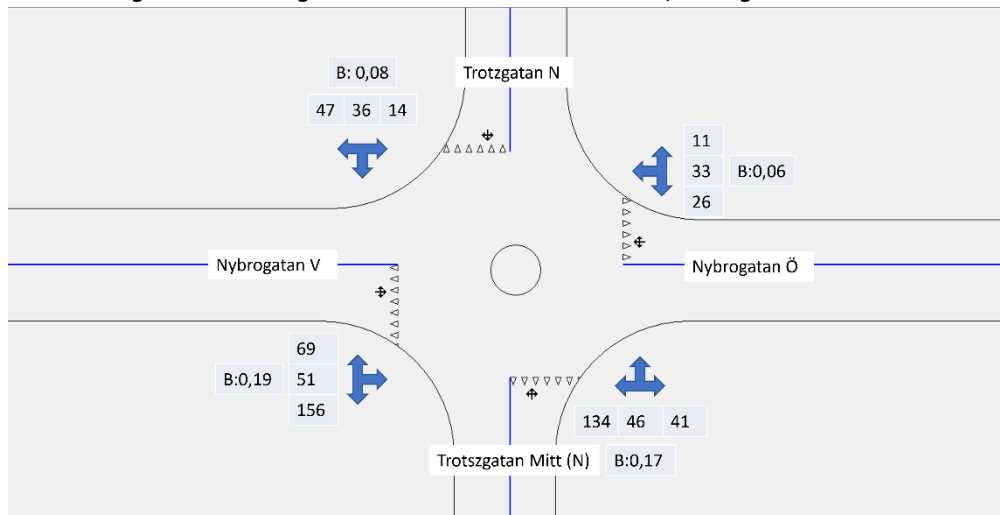 B: 0,08
Trotzgatan N
47 36 14
11
33
26
B:0,06
Nybrogatan V
Nybrogatan Ö
69
B:0,19
51
156
134 46 41
Trotszgatan Mitt (N)
B:0,17